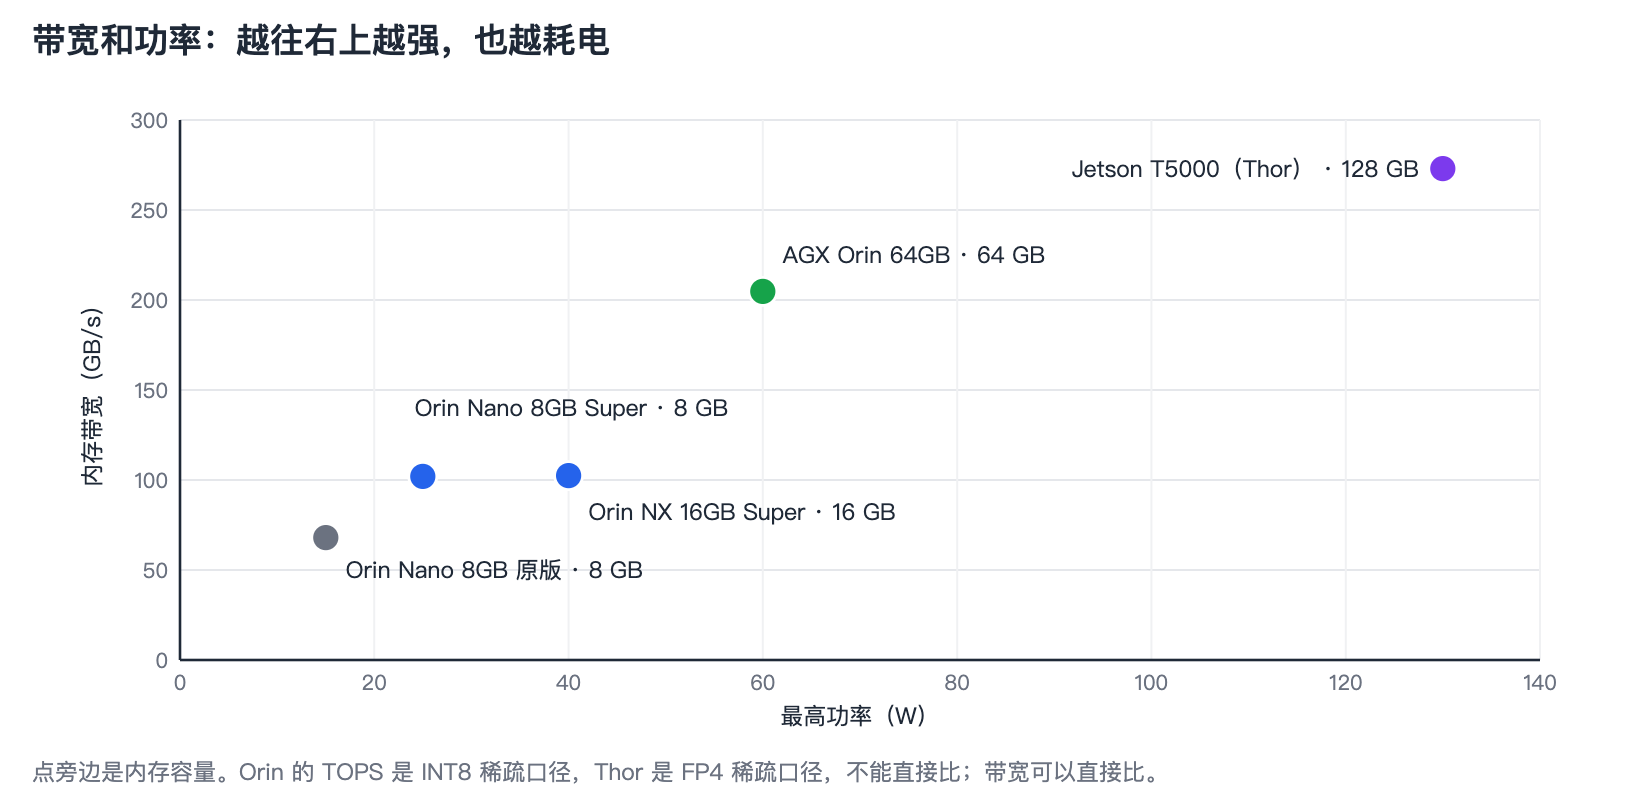 带宽和功率：越往右上越强，也越耗电
300
Jetson T5000（Thor） · 128 GB
250
AGX Orin 64GB · 64 GB
200
内存带宽（GB/s）
150
Orin Nano 8GB Super · 8 GB
100
Orin NX 16GB Super · 16 GB
50
Orin Nano 8GB 原版 · 8 GB
0
0 20 40 60 80 100 120 140
最高功率（W）
点旁边是内存容量。Orin 的 TOPS 是 INT8 稀疏口径，Thor 是 FP4 稀疏口径，不能直接比；带宽可以直接比。